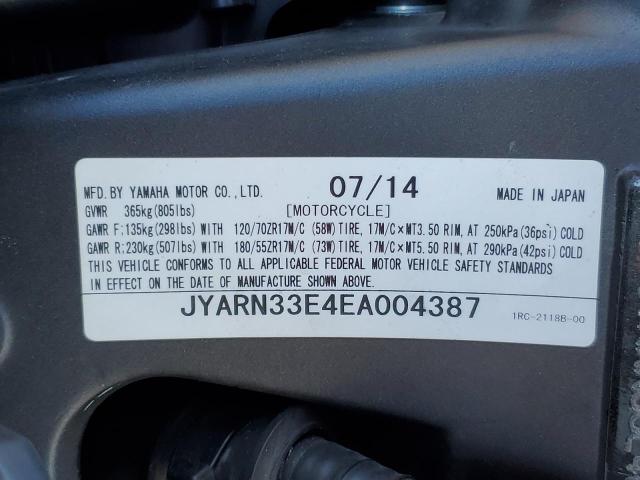 MFD. BY YAMAHA MOTOR CO., LTD. 07/14 MADE IN JAPAN
GVWR 365kg(805lbs) [MOTORCYCLE]
GAWR F:135kg(298lbs) WITH 120/70ZR17M/C (58W) TIRE, 17M/C×MT3.50 RIM, AT 250kPa(36psi) COLD
GAWR R:230kg(507lbs) WITH 180/55ZR17M/C (73W) TIRE, 17M/C×MT5.50 RIM, AT 290kPa(42psi) COLD
THIS VEHICLE CONFORMS TO ALL APPLICABLE FEDERAL MOTOR VEHICLE SAFETY STANDARDS
IN EFFECT ON THE DATE OF MANUFACTURE SHOWN ABOVE.
JYARN33E4EA004387 1RC-2118B-00